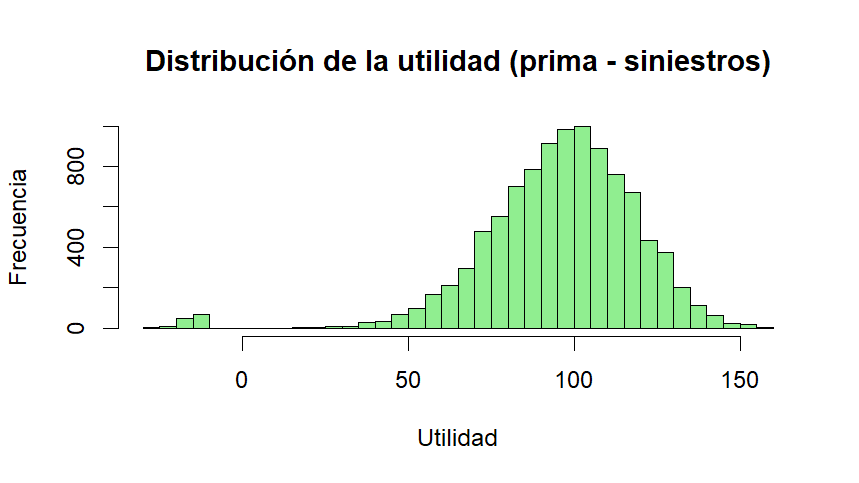 Distribución de la utilidad (prima - siniestros)
Frecuencia
800
400
0
0 50 100 150
Utilidad